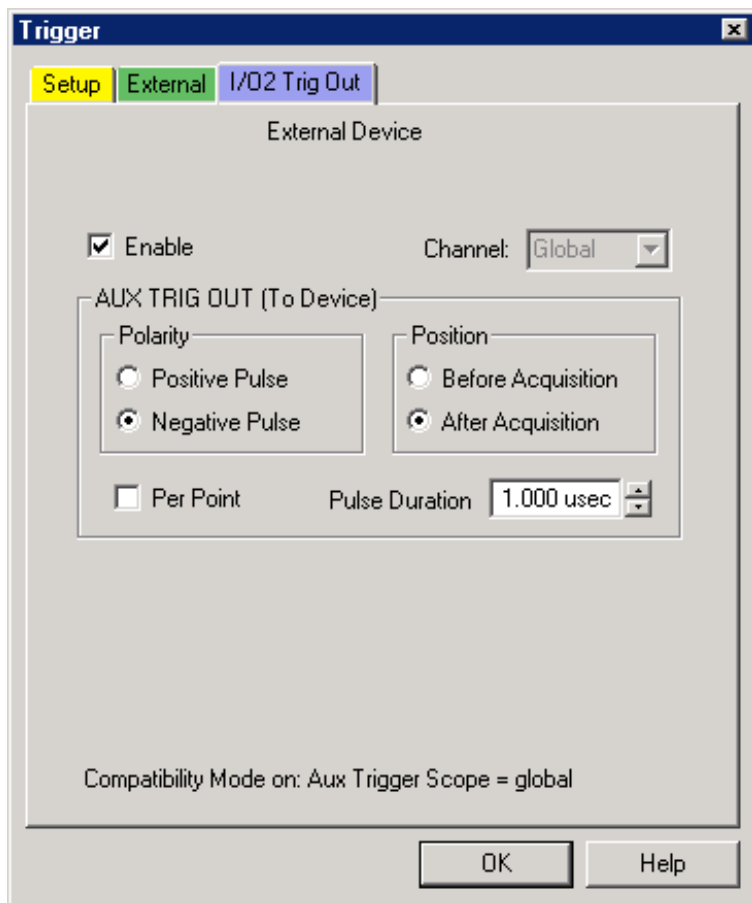 Trigger
Setup External I/O2 Trig Out
External Device
Enable Channel: Global
AUX TRIG OUT (To Device)
Polarity Position
Positive Pulse Before Acquisition
Negative Pulse After Acquisition
Per Point Pulse Duration 1.000 usec
Compatibility Mode on: Aux Trigger Scope = global
OK Help